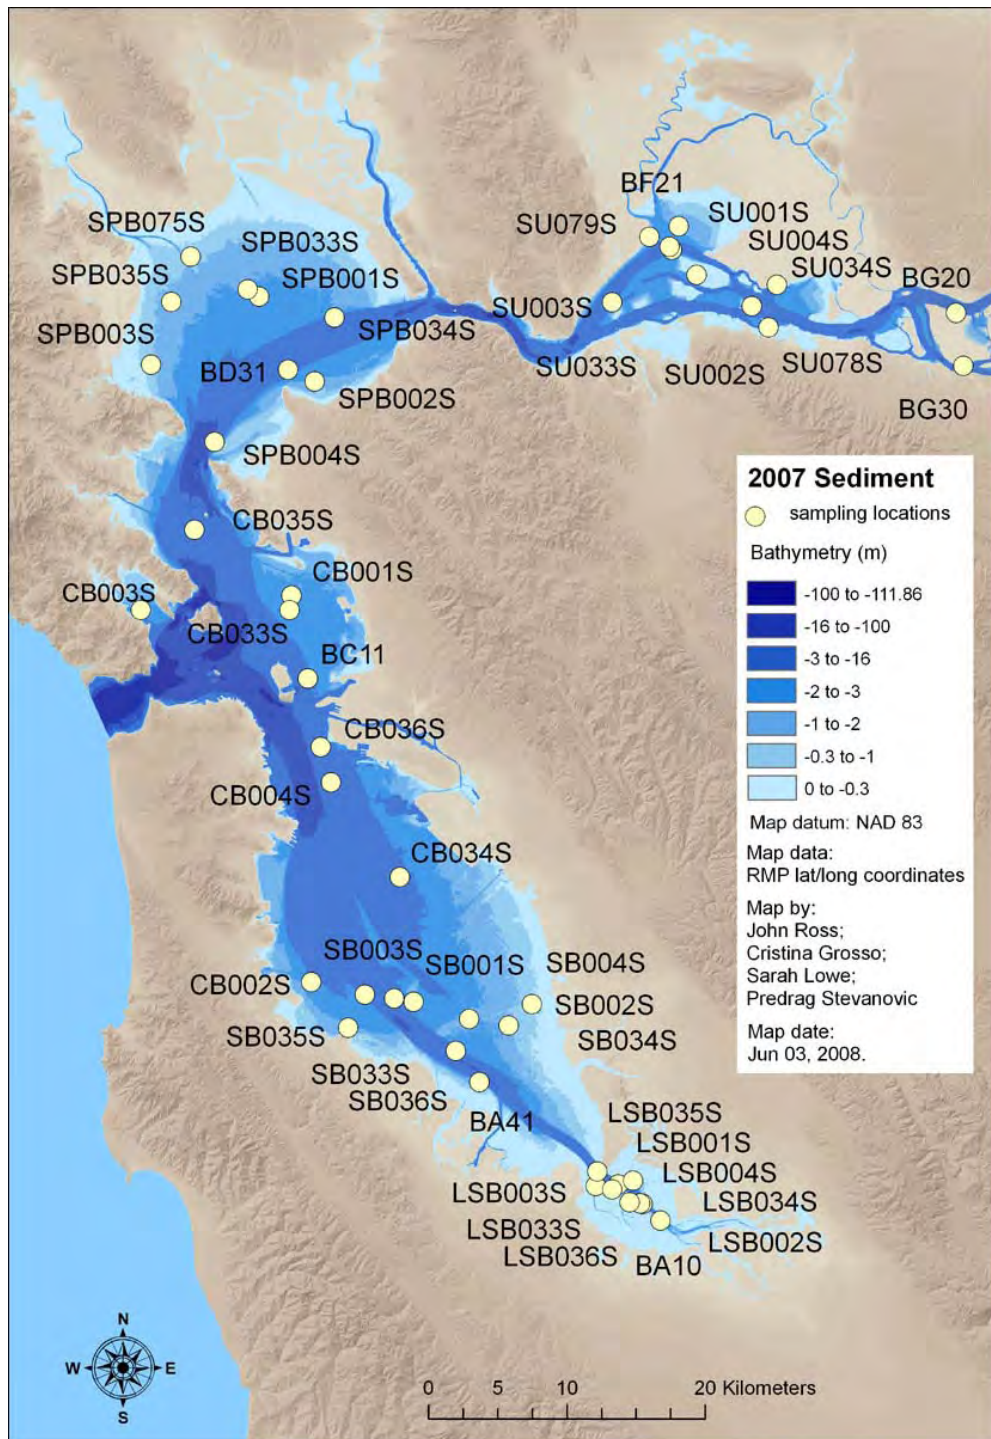 BF21
SU001S
SU079S
SU004S
SPB075S
SPB033S
SU034S
SPB035S
SPB001S
BG20
SU003S
SPB003S
SPB034S
SU033S
SU002S
SU078S
BD31
SPB002S
BG30
SPB004S
2007 Sediment
sampling locations
Bathymetry (m)
-100 to -111.86
-16 to -100
-3 to -16
-2 to -3
-1 to -2
-0.3 to -1
0 to -0.3
Map datum: NAD 83
Map data:
RMP lat/long coordinates
Map by:
John Ross;
Cristina Grosso;
Sarah Lowe;
Predrag Stevanovic
Map date:
Jun 03, 2008.
CB035S
CB001S
CB003S
CB033S
BC11
CB036S
CB004S
CB034S
SB003S
SB001S
SB004S
CB002S
SB002S
SB035S
SB034S
SB033S
SB036S
BA41
LSB035S
LSB001S
LSB004S
LSB003S
LSB034S
LSB033S
LSB002S
LSB036S
BA10
N
W
E
S
0 5 10 20 Kilometers